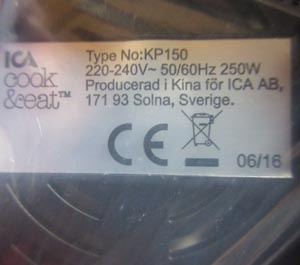 ICA
cook
&eat™
Type No:KP150
220-240V~ 50/60Hz 250W
Producerad i Kina för ICA AB,
171 93 Solna, Sverige.
CE
06/16